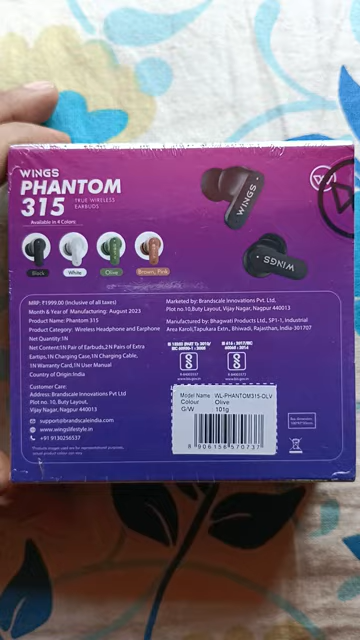 WINGS
PHANTOM
315 TRUE WIRELESS
EARBUDS
Available in 4 Colors
Black White Olive Brown, Pink
WINGS
WINGS
MRP: ₹1999.00 (Inclusive of all taxes)
Month & Year of Manufacturing: August 2023
Product Name: Phantom 315
Product Category: Wireless Headphone and Earphone
Net Quantity:1N
Net Content:1N Pair of Earbuds,2N Pairs of Extra
Eartips,1N Charging Case,1N Charging Cable,
1N Warranty Card,1N User Manual
Country of Origin:India
Customer Care:
Address: Brandscale Innovations Pvt Ltd
Plot no. 10, Buty Layout,
Vijay Nagar, Nagpur 440013
support@brandscaleindia.com
www.wingslifestyle.in
+91 9130256537
Marketed by: Brandscale Innovations Pvt. Ltd,
Plot No.10,Buty Layout, Vijay Nagar, Nagpur 440013
Manufactured by: Bhagwati Products Ltd., SP1-1, Industrial
Area Karoli,Tapukara Extn., Bhiwadi, Rajasthan, India-301707
Model Name WL-PHANTOM315-OLV
Colour Olive
G/W 101g
8 906156 570737